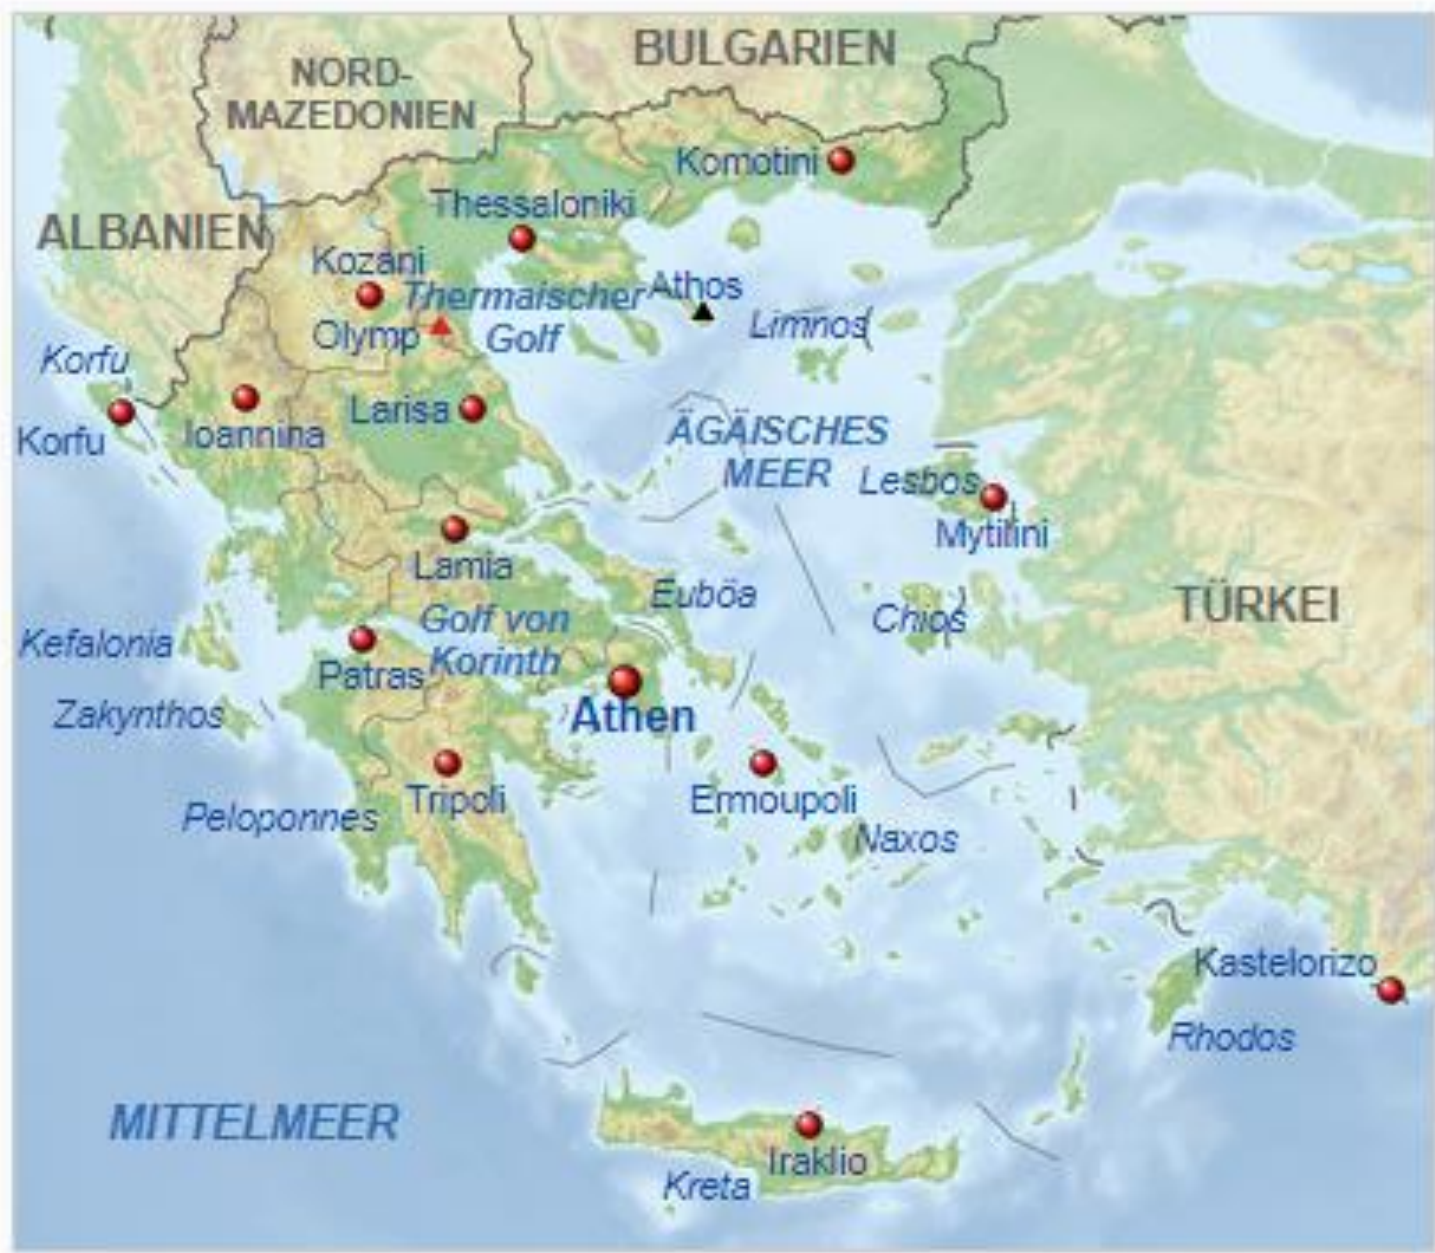 BULGARIEN
NORD-
MAZEDONIEN
Komotini
Thessaloniki
ALBANIEN
Kozani
Athos
Thermaischer
Golf
Olymp
Limnos
Korfu
Korfu
Ioannina
Larisa
ÄGÄISCHES
MEER
Lesbos
Mytilini
Lamia
Euböa
TÜRKEI
Golf von
Korinth
Chios
Kefalonia
Patras
Zakynthos
Athen
Tripoli
Ermoupoli
Peloponnes
Naxos
Kastelorizo
Rhodos
MITTELMEER
Iraklio
Kreta